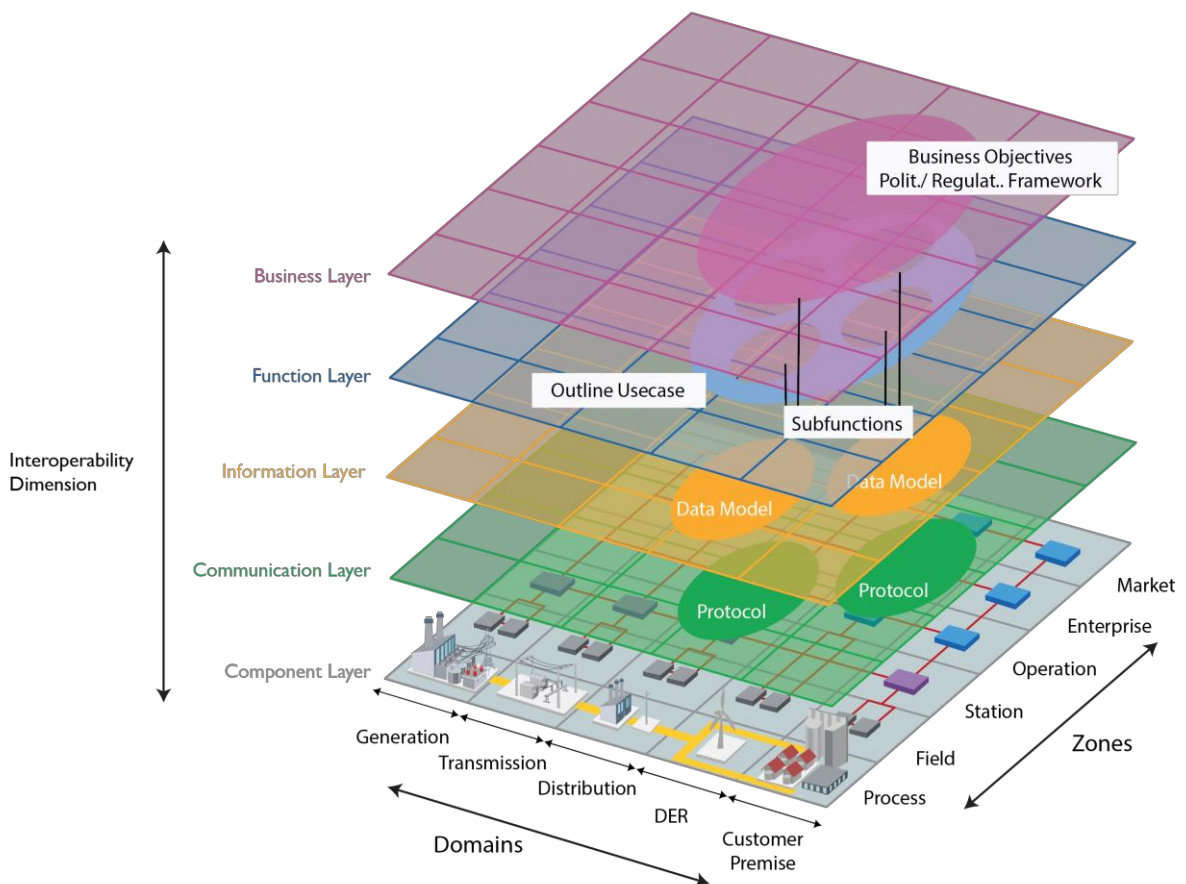 Business Objectives
Polit./ Regulat.. Framework
Business Layer
Function Layer
Outline Usecase
Subfunctions
Interoperability
Dimension
Information Layer
Data Model
Data Model
Communication Layer
Protocol
Protocol
Component Layer
Market
Enterprise
Operation
Station
Field
Process
Zones
Generation
Transmission
Distribution
DER
Customer
Premise
Domains